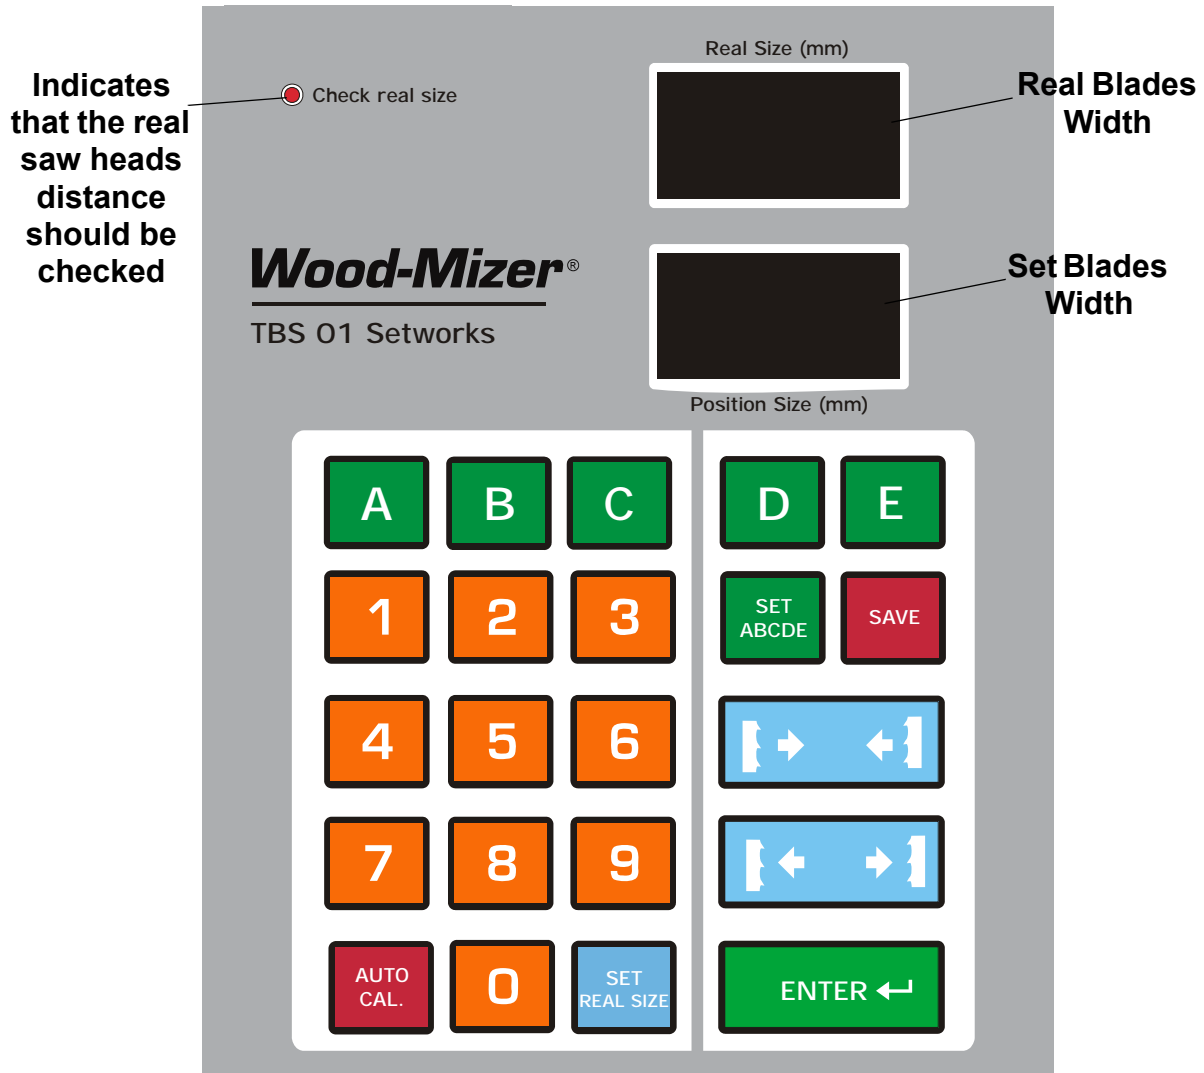 Indicates
that the real
saw heads
distance
should be
checked
Check real size
Real Size (mm)
Real Blades
Width
Wood-Mizer®
TBS 01 Setworks
Set Blades
Width
Position Size (mm)
A B C D E
1 2 3
SET
ABCDE
SAVE
4 5 6
7 8 9
AUTO
CAL.
0
SET
REAL SIZE
ENTER